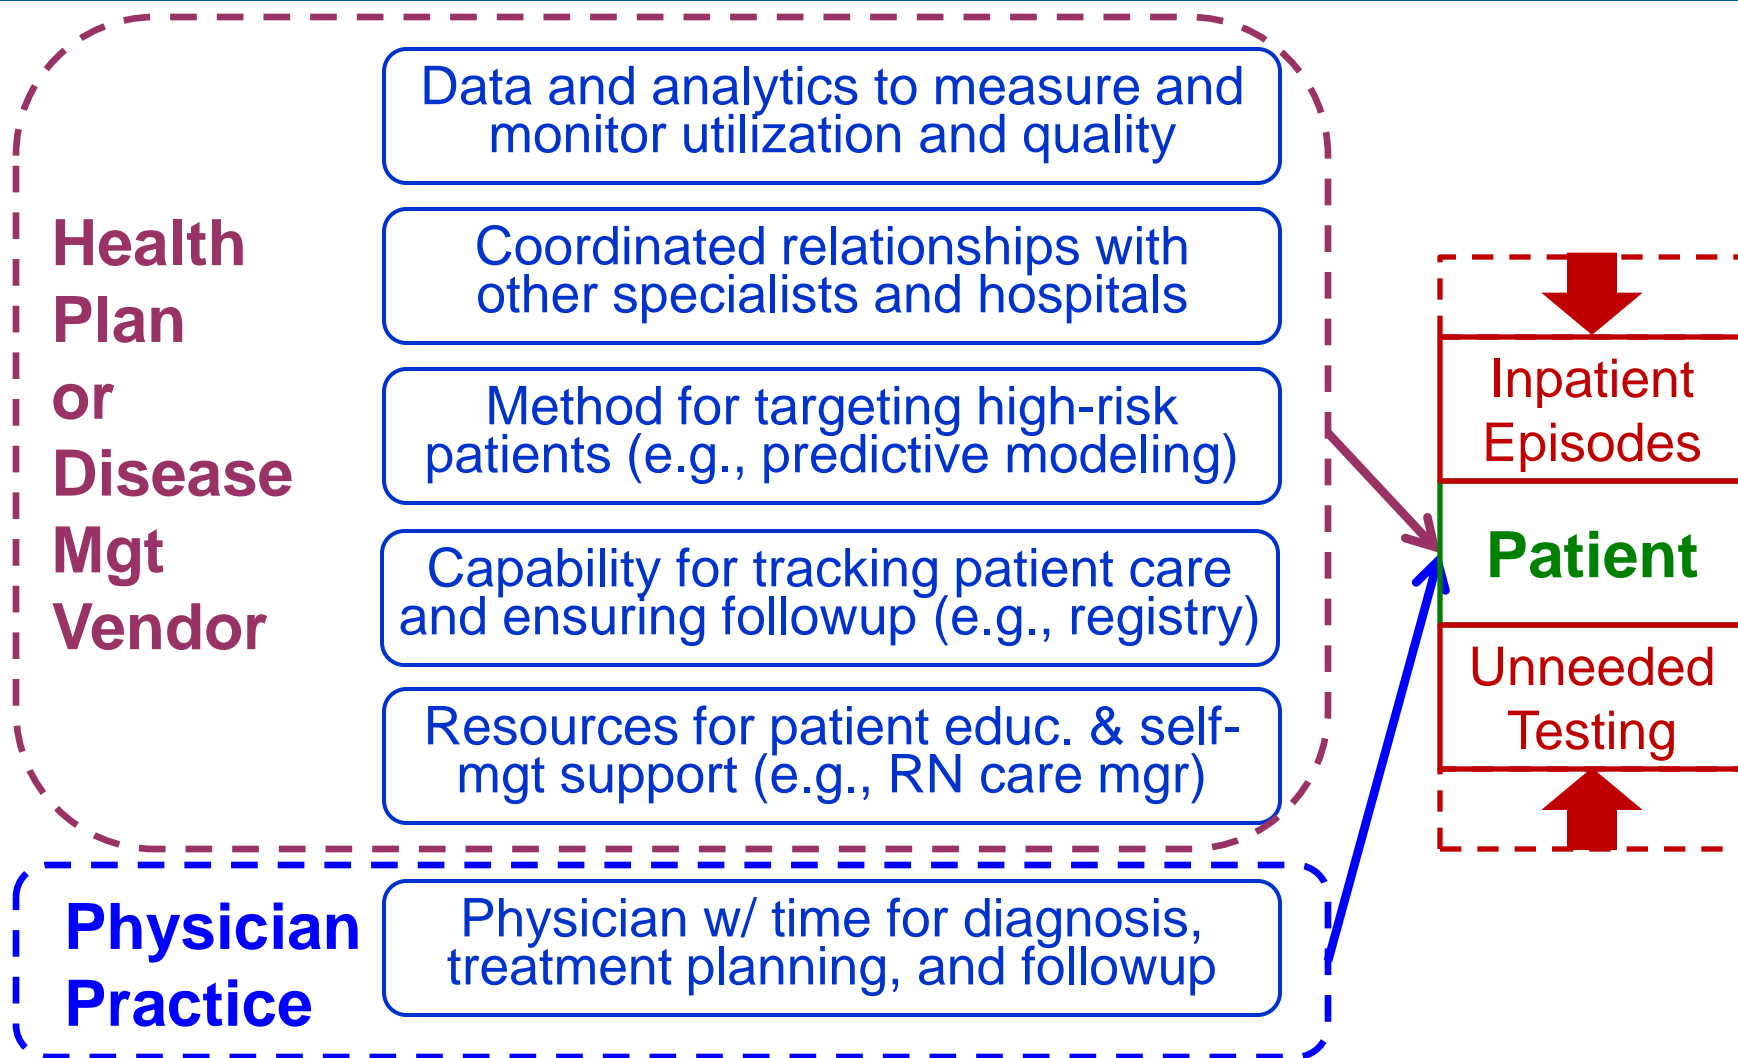 Health
Plan
or
Disease
Mgt
Vendor
Data and analytics to measure and
monitor utilization and quality
Coordinated relationships with
other specialists and hospitals
Method for targeting high-risk
patients (e.g., predictive modeling)
Capability for tracking patient care
and ensuring followup (e.g., registry)
Resources for patient educ. & self-
mgt support (e.g., RN care mgr)
Physician
Practice
Physician w/ time for diagnosis,
treatment planning, and followup
Inpatient
Episodes
Patient
Unneeded
Testing